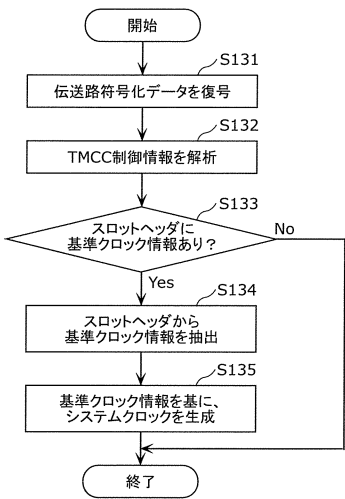 開始
S131
伝送路符号化データを復号
S132
TMCC制御情報を解析
S133
スロットヘッダに
基準クロック情報あり？
No
Yes
S134
スロットヘッダから
基準クロック情報を抽出
S135
基準クロック情報を基に、
システムクロックを生成
終了